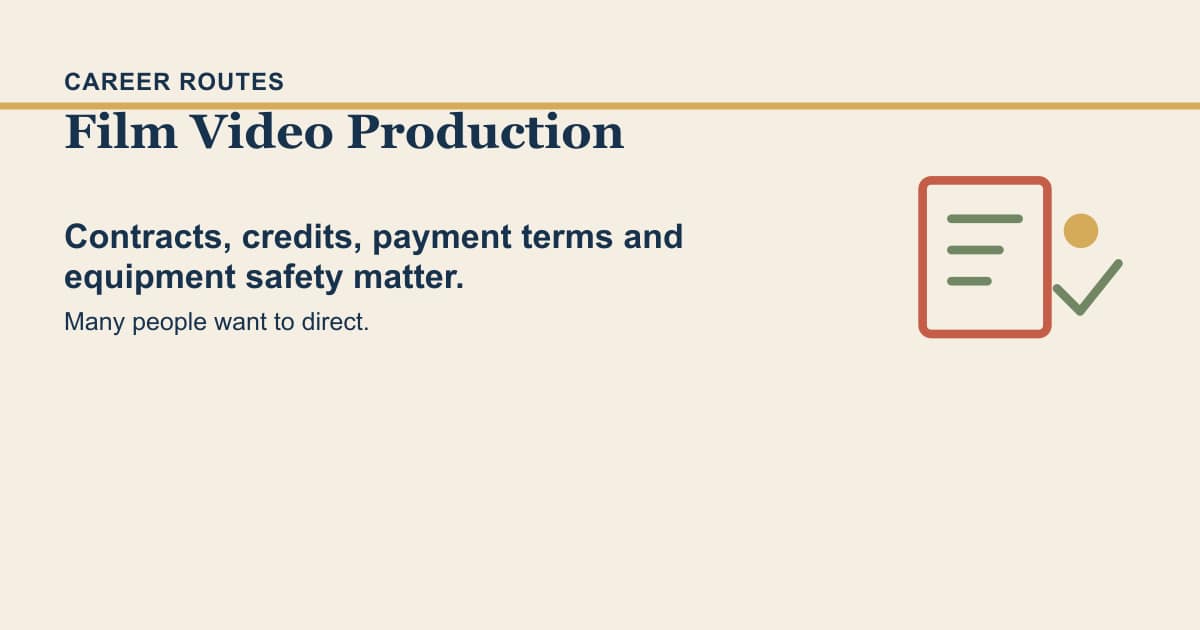 CAREER ROUTES
Film Video Production
Contracts, credits, payment terms and
equipment safety matter.
Many people want to direct.